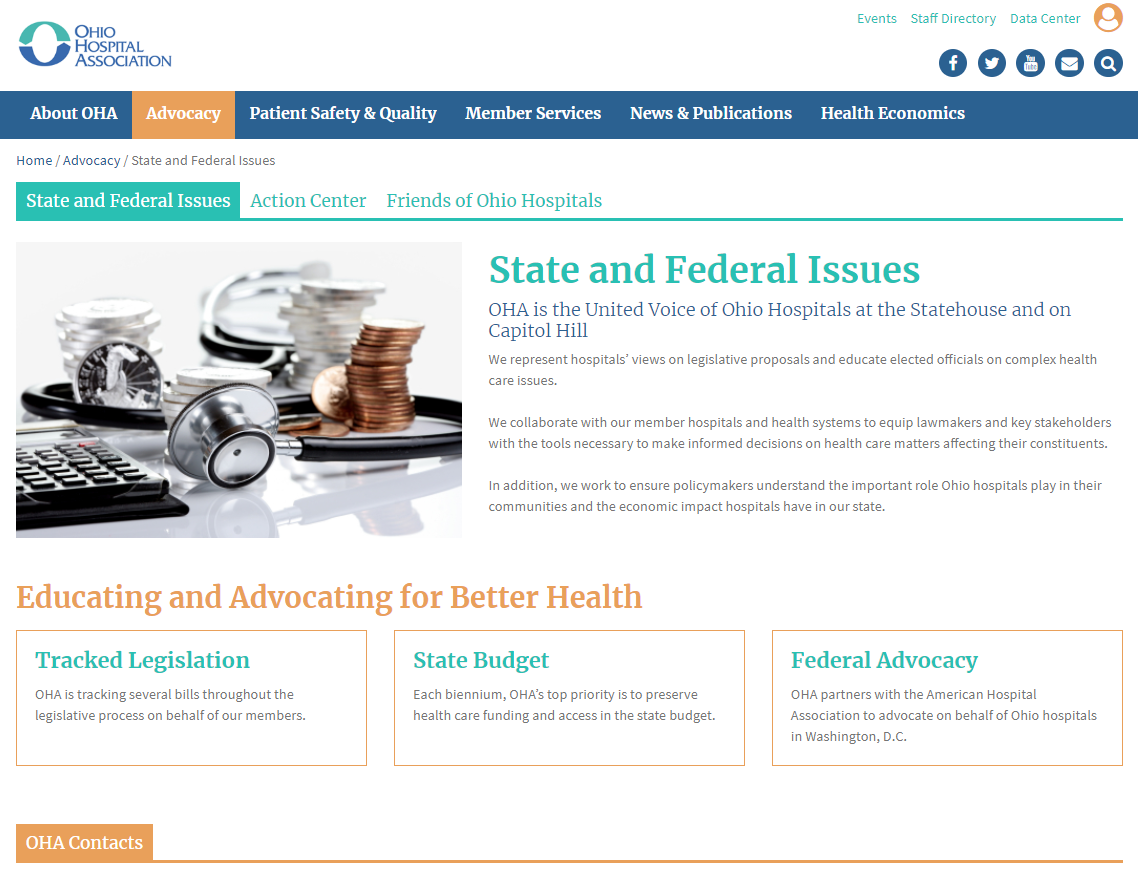 OHIO
HOSPITAL
ASSOCIATION
Events Staff Directory Data Center
You
Tube
About OHA Advocacy Patient Safety & Quality Member Services News & Publications Health Economics
Home / Advocacy / State and Federal Issues
State and Federal Issues Action Center Friends of Ohio Hospitals
State and Federal Issues
OHA is the United Voice of Ohio Hospitals at the Statehouse and on
Capitol Hill
We represent hospitals’ views on legislative proposals and educate elected officials on complex health
care issues.
We collaborate with our member hospitals and health systems to equip lawmakers and key stakeholders
with the tools necessary to make informed decisions on health care matters affecting their constituents.
In addition, we work to ensure policymakers understand the important role Ohio hospitals play in their
communities and the economic impact hospitals have in our state.
Educating and Advocating for Better Health
Tracked Legislation
OHA is tracking several bills throughout the
legislative process on behalf of our members.
State Budget
Each biennium, OHA’s top priority is to preserve
health care funding and access in the state budget.
Federal Advocacy
OHA partners with the American Hospital
Association to advocate on behalf of Ohio hospitals
in Washington, D.C.
OHA Contacts